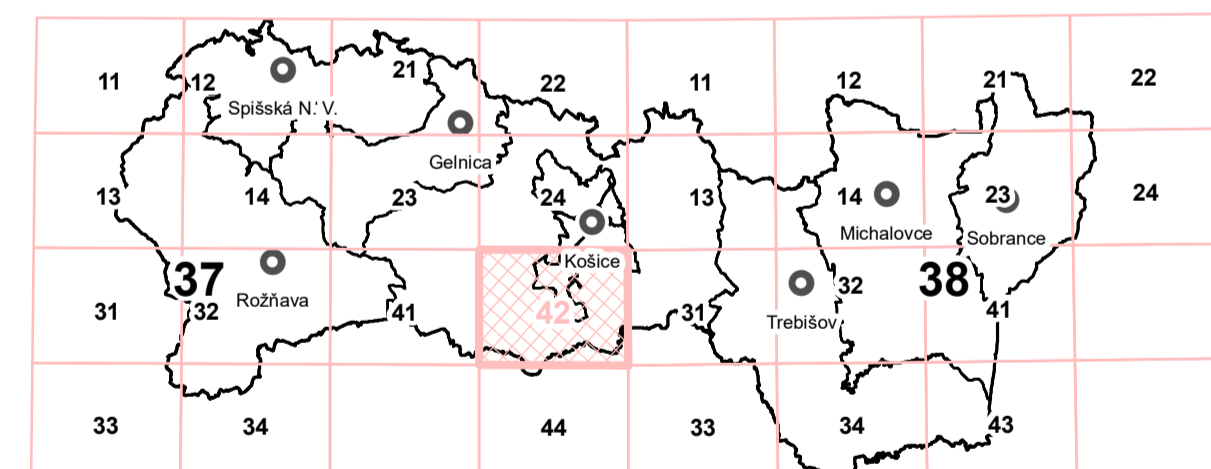 11 12 21 22 11 12 21 22
Spišská N. V.
Gelnica
13 14 23 24 13 14 23 24
Michalovce
Sobrance
Košice
37 38
Rožňava
31 32 41 42 31 32 41
Trebišov
33 34 44 33 34 43